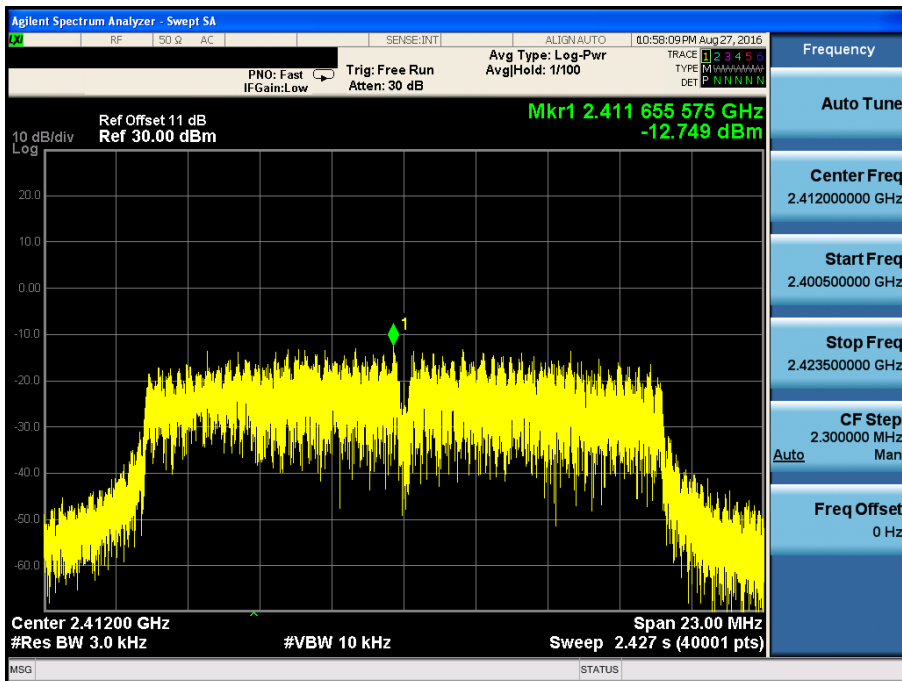 Agilent Spectrum Analyzer - Swept SA
LXI RF 50 Ω AC SENSE:INT ALIGN AUTO 10:58:09 PM Aug 27, 2016
PNO: Fast
IFGain:Low
Trig: Free Run
Atten: 30 dB
Avg Type: Log-Pwr
Avg|Hold: 1/100
TRACE 1 2 3 4 5 6
TYPE M WWWWW
DET P N N N N N
Ref Offset 11 dB
10 dB/div Ref 30.00 dBm
Log
Mkr1 2.411 655 575 GHz
-12.749 dBm
20.0
10.0
0.00
-10.0
-20.0
-30.0
-40.0
-50.0
-60.0
1
Center 2.41200 GHz Span 23.00 MHz
#Res BW 3.0 kHz #VBW 10 kHz Sweep 2.427 s (40001 pts)
MSG STATUS
Frequency
Auto Tune
Center Freq
2.412000000 GHz
Start Freq
2.400500000 GHz
Stop Freq
2.423500000 GHz
CF Step
2.300000 MHz
Auto Man
Freq Offset
0 Hz